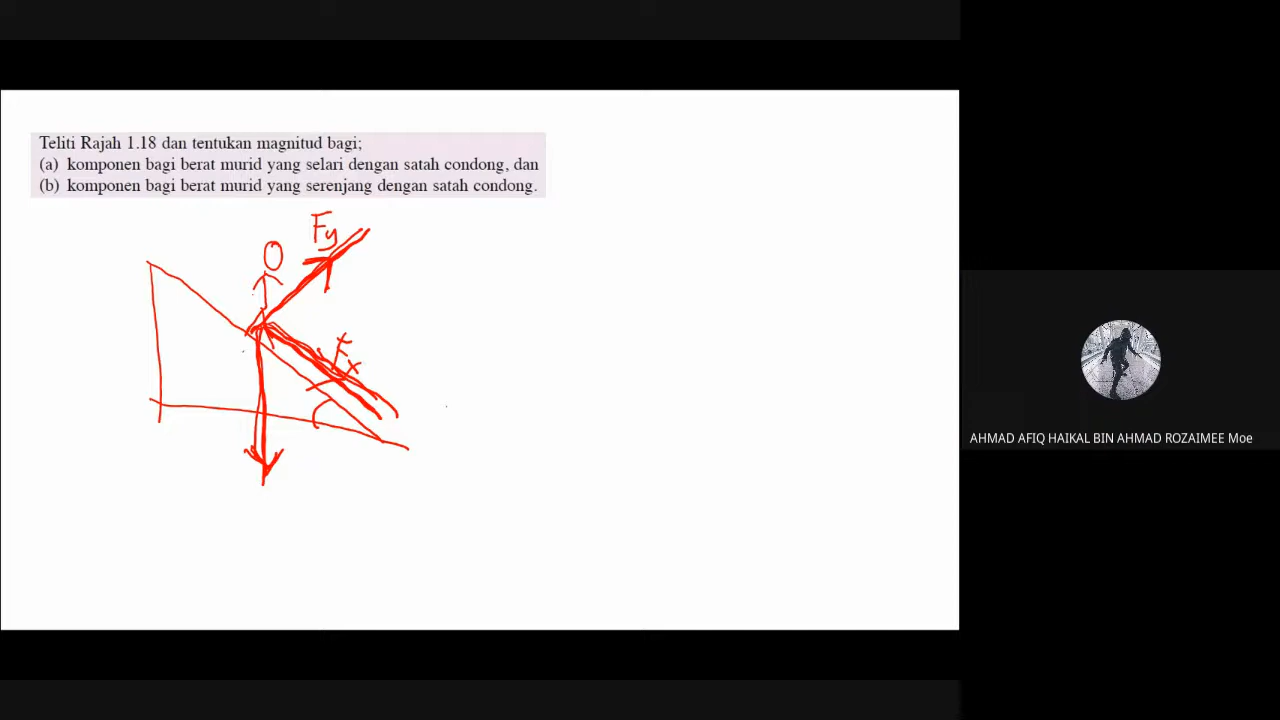 Teliti Rajah 1.18 dan tentukan magnitud bagi;
(a) komponen bagi berat murid yang selari dengan satah condong, dan
(b) komponen bagi berat murid yang serenjang dengan satah condong.
Fy
Fx
AHMAD AFIQ HAIKAL BIN AHMAD ROZAIMEE Moe